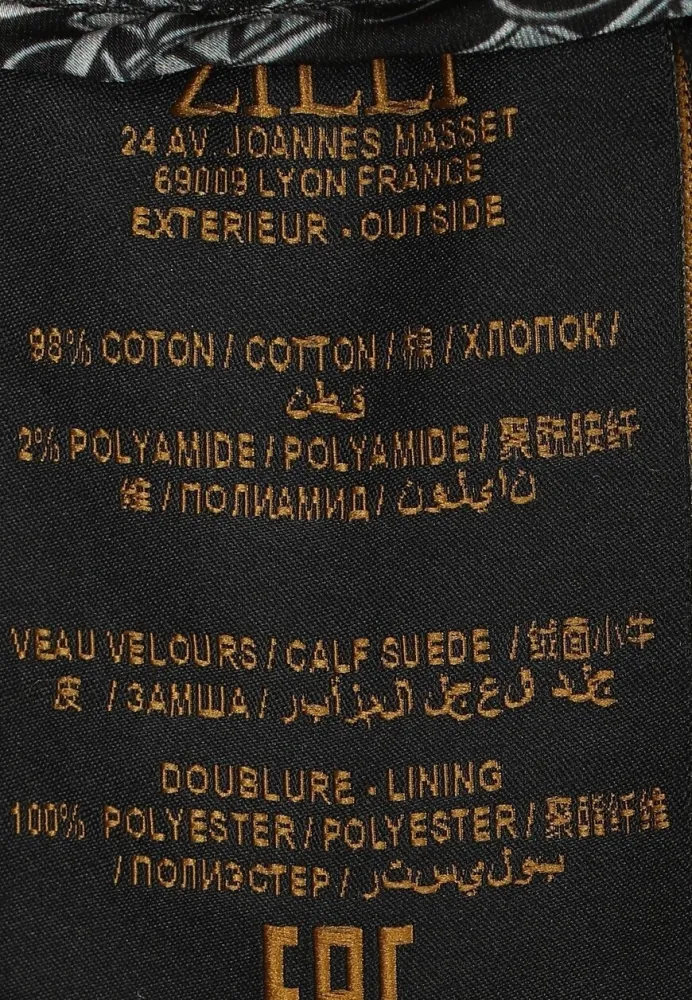 ZILLI
24 AV. JOANNES MASSET
69009 LYON FRANCE
EXTERIEUR - OUTSIDE
98% COTON / COTTON / 棉 / ХЛОПОК /
قطن
2% POLYAMIDE / POLYAMIDE / 聚酰胺纤
维 / ПОЛИАМИД / نايلون
VEAU VELOURS / CALF SUEDE / 绒面小牛
皮 / ЗАМША / جلد العجل
DOUBLURE - LINING
100% POLYESTER / POLYESTER / 聚酯纤维
/ ПОЛИЭСТЕР / بوليستر
EAC